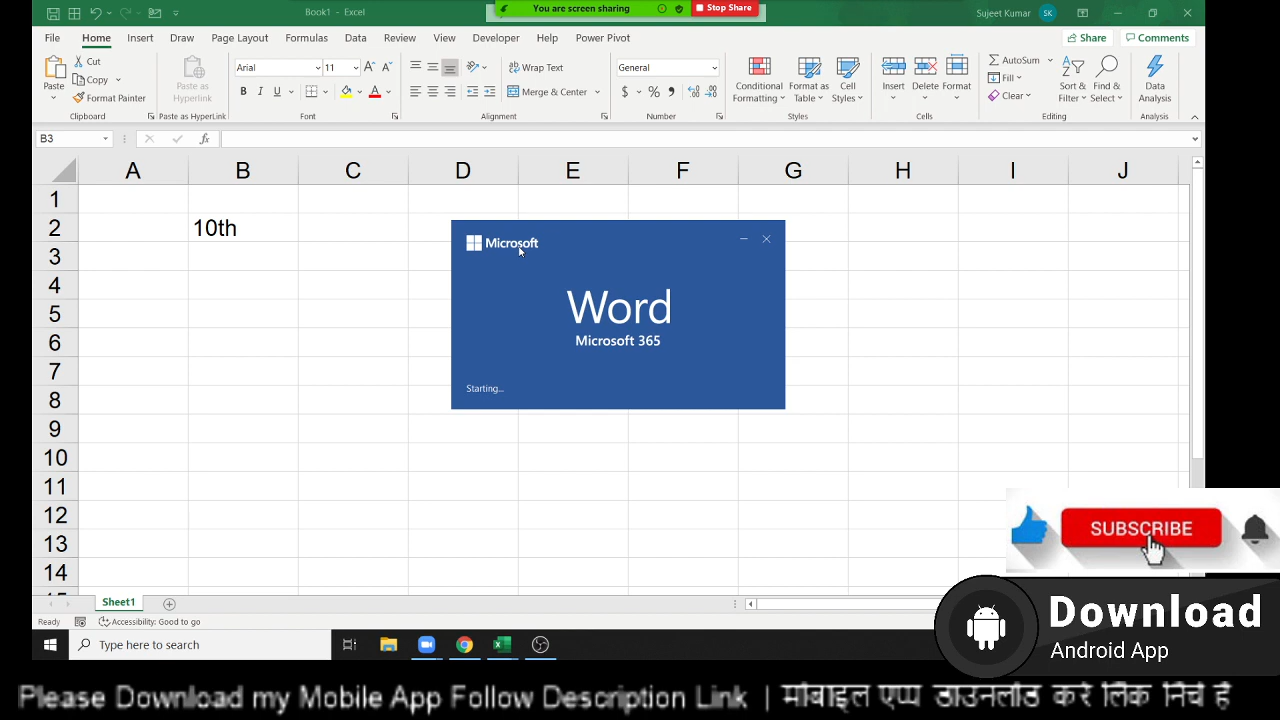 Book1 - Excel
You are screen sharing
Stop Share
Sujeet Kumar
SK
File Home Insert Draw Page Layout Formulas Data Review View Developer Help Power Pivot
Share
Comments
Paste
Cut
Copy
Format Painter
Clipboard
Paste as
Hyperlink
Paste as HyperLink
Arial 11
B I U
Font
Wrap Text
Merge & Center
Alignment
General
$ %
Number
Conditional
Formatting
Format as
Table
Cell
Styles
Styles
Insert Delete Format
Cells
AutoSum
Fill
Clear
Sort &
Filter
Find &
Select
Editing
Data
Analysis
Analysis
B3
fx
A B C D E F G H I J
1
2 10th
3
4
5
6
7
8
9
10
11
12
13
14
Microsoft
Word
Microsoft 365
Starting...
SUBSCRIBE
Sheet1
Ready
Accessibility: Good to go
Type here to search
Download
Android App
Please Download my Mobile App Follow Description Link | मोबाइल एप्प डाउनलोड करे लिंक निचे है